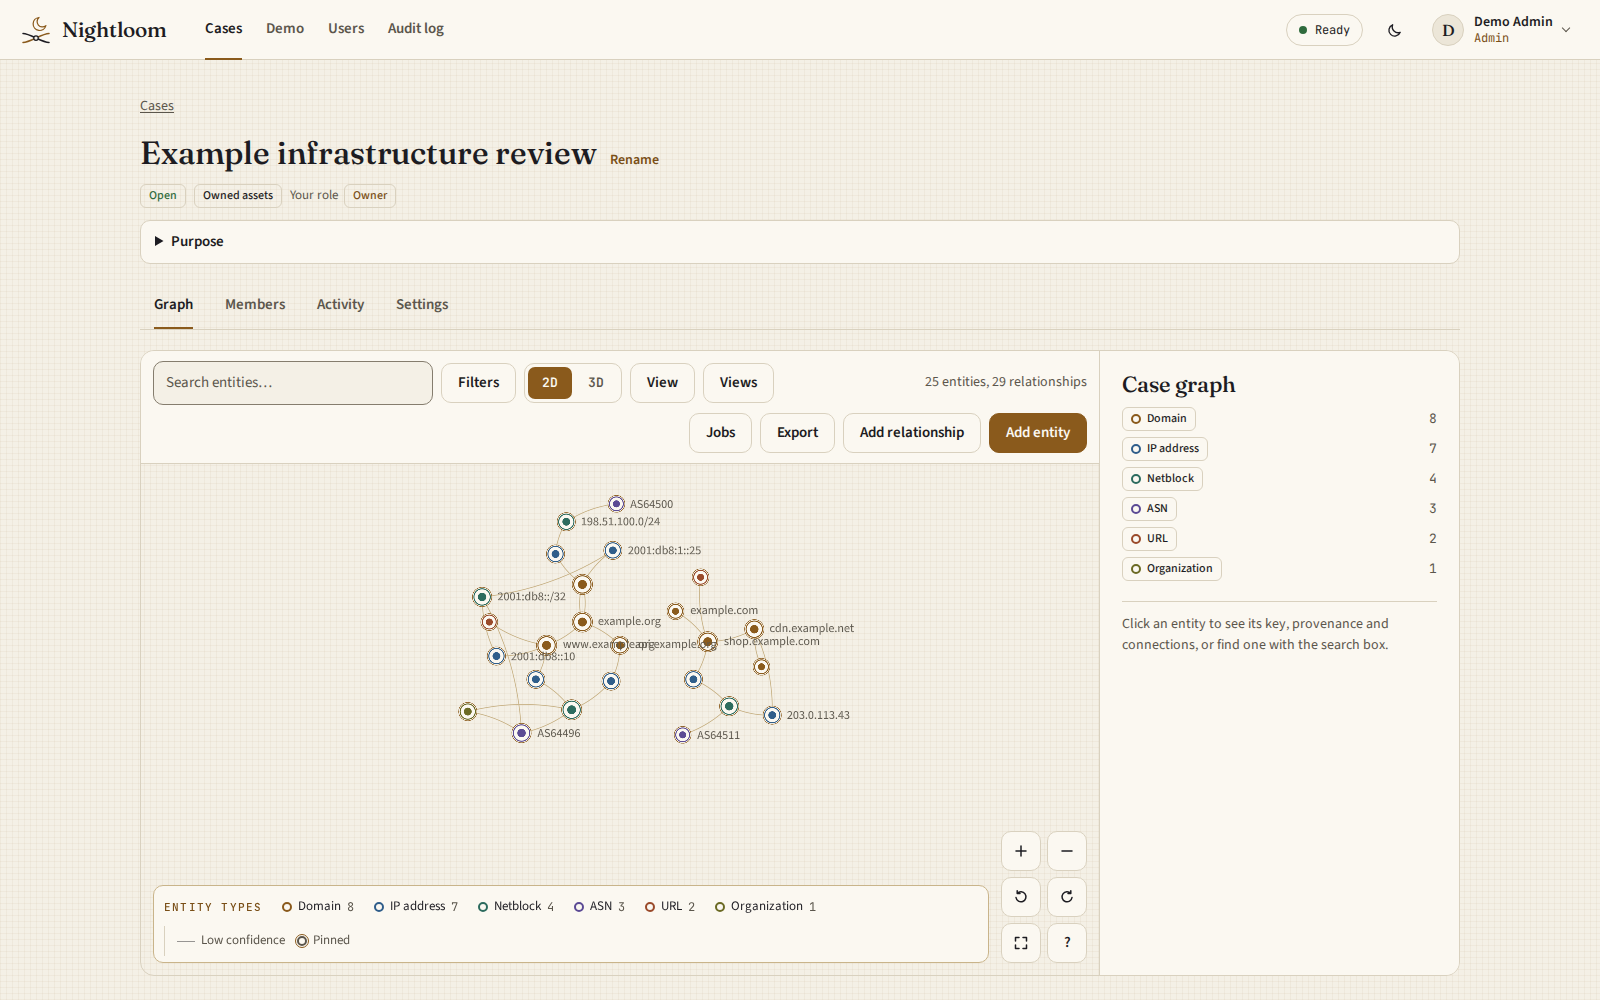 Nightloom
Cases Demo Users Audit log
Ready
D
Demo Admin
Admin
Cases
Example infrastructure review Rename
Open Owned assets Your role Owner
Purpose
Graph Members Activity Settings
Search entities… Filters 2D 3D View Views 25 entities, 29 relationships
Jobs Export Add relationship Add entity
AS64500
198.51.100.0/24
2001:db8:1::25
2001:db8::/32
example.com
example.org
cdn.example.net
shop.example.com
2001:db8::10
203.0.113.43
AS64496
AS64511
ENTITY TYPES Domain 8 IP address 7 Netblock 4 ASN 3 URL 2 Organization 1
Low confidence Pinned
?
Case graph
Domain 8
IP address 7
Netblock 4
ASN 3
URL 2
Organization 1
Click an entity to see its key, provenance and
connections, or find one with the search box.